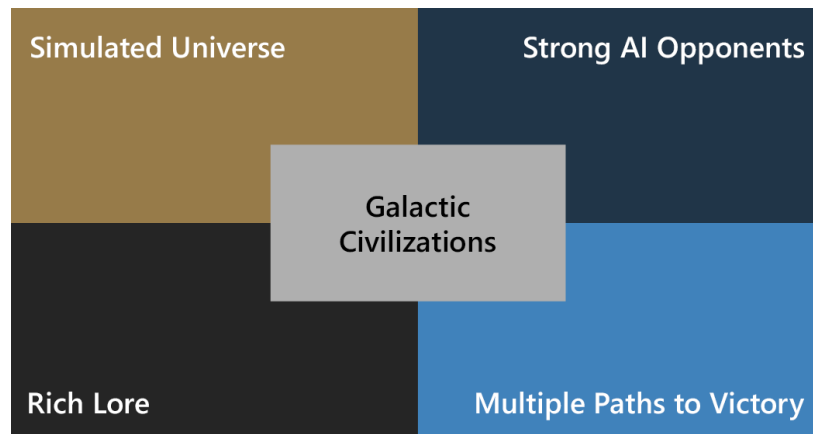 Simulated Universe
Strong AI Opponents
Galactic
Civilizations
Rich Lore
Multiple Paths to Victory